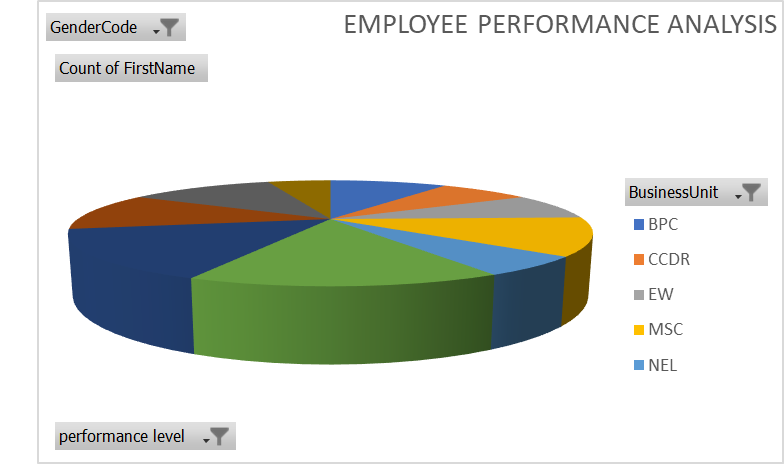 GenderCode
EMPLOYEE PERFORMANCE ANALYSIS
Count of FirstName
BusinessUnit
BPC
CCDR
EW
MSC
NEL
performance level